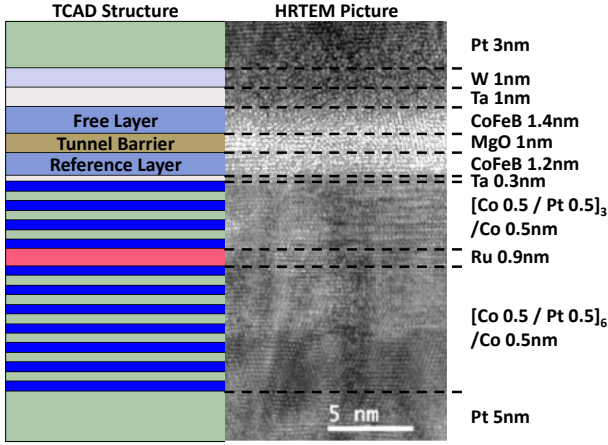 TCAD Structure HRTEM Picture
Pt 3nm
W 1nm
Ta 1nm
Free Layer CoFeB 1.4nm
Tunnel Barrier MgO 1nm
Reference Layer CoFeB 1.2nm
Ta 0.3nm
[Co 0.5 / Pt 0.5]₃
/Co 0.5nm
Ru 0.9nm
[Co 0.5 / Pt 0.5]₆
/Co 0.5nm
5 nm
Pt 5nm